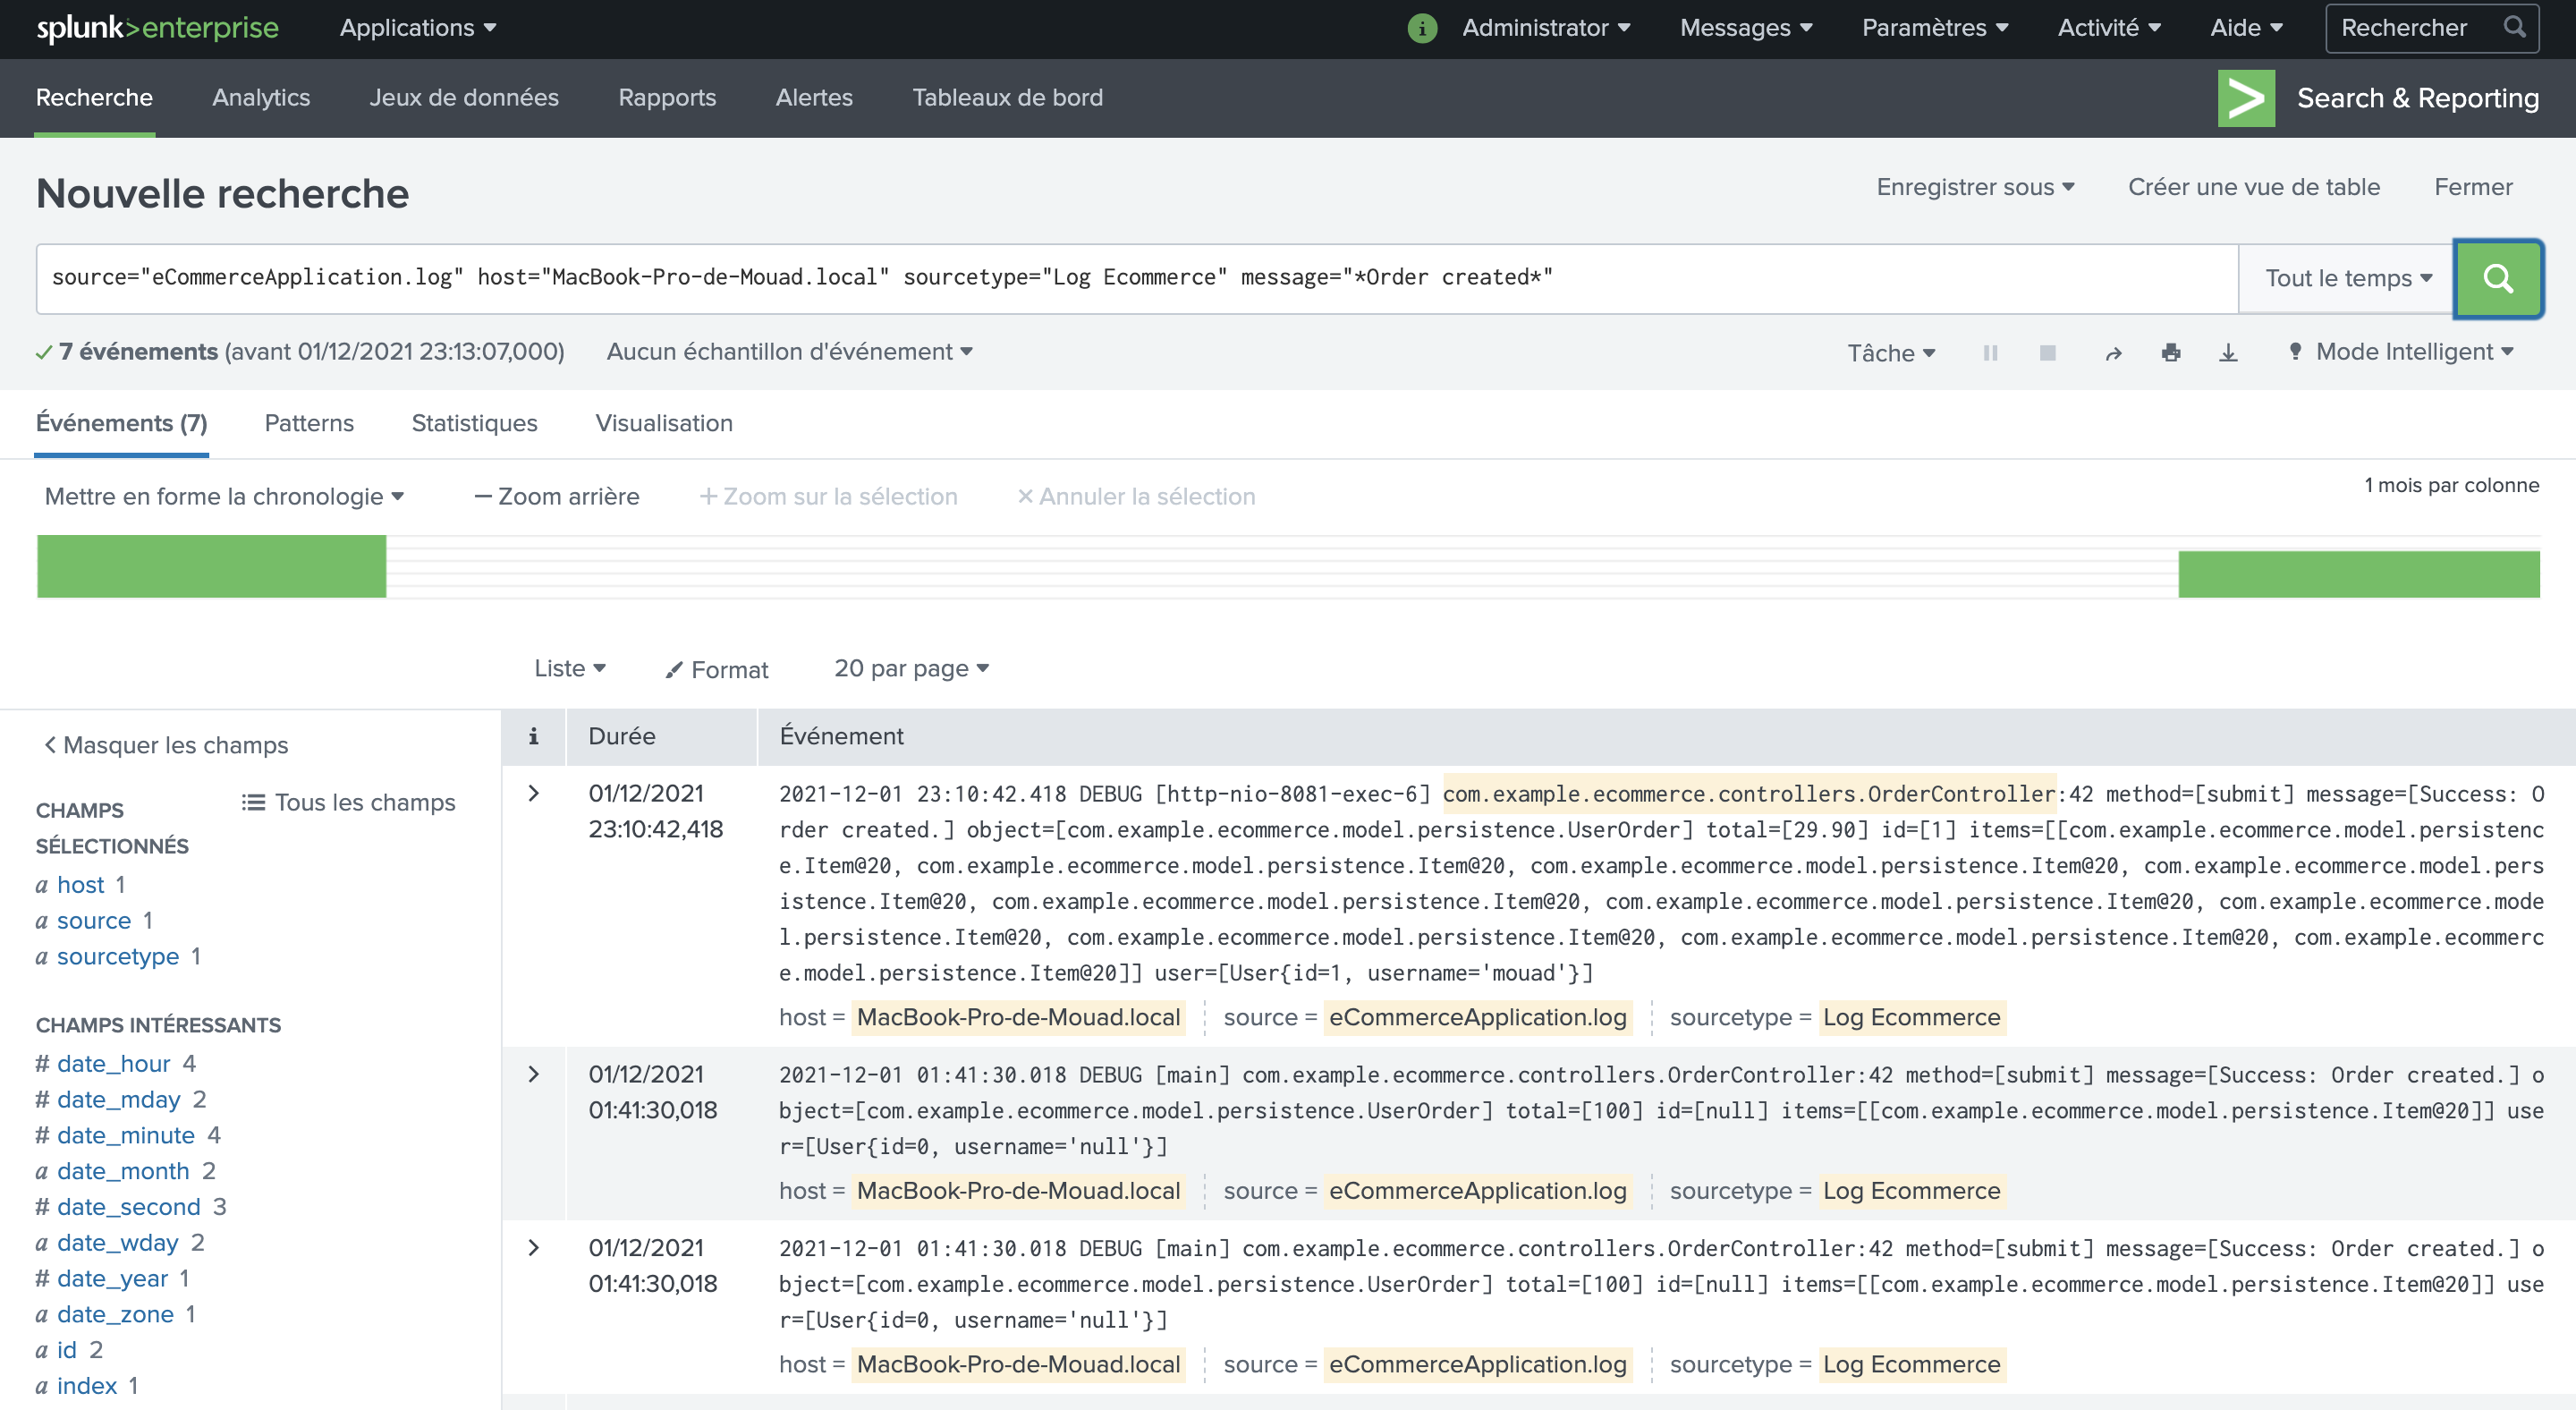 splunk>enterprise Applications Administrator Messages Paramètres Activité Aide Rechercher
Recherche Analytics Jeux de données Rapports Alertes Tableaux de bord Search & Reporting
Nouvelle recherche Enregistrer sous Créer une vue de table Fermer
source="eCommerceApplication.log" host="MacBook-Pro-de-Mouad.local" sourcetype="Log Ecommerce" message="*Order created*" Tout le temps
7 événements (avant 01/12/2021 23:13:07,000) Aucun échantillon d'événement Tâche Mode Intelligent
Événements (7) Patterns Statistiques Visualisation
Mettre en forme la chronologie — Zoom arrière + Zoom sur la sélection × Annuler la sélection 1 mois par colonne
Liste Format 20 par page
Masquer les champs
Tous les champs
CHAMPS
SÉLECTIONNÉS
a host 1
a source 1
a sourcetype 1
CHAMPS INTÉRESSANTS
# date_hour 4
# date_mday 2
# date_minute 4
a date_month 2
# date_second 3
a date_wday 2
# date_year 1
a date_zone 1
a id 2
a index 1
i Durée Événement
01/12/2021
23:10:42,418
2021-12-01 23:10:42.418 DEBUG [http-nio-8081-exec-6] com.example.ecommerce.controllers.OrderController:42 method=[submit] message=[Success: O
rder created.] object=[com.example.ecommerce.model.persistence.UserOrder] total=[29.90] id=[1] items=[[com.example.ecommerce.model.persistenc
e.Item@20, com.example.ecommerce.model.persistence.Item@20, com.example.ecommerce.model.persistence.Item@20, com.example.ecommerce.model.pers
istence.Item@20, com.example.ecommerce.model.persistence.Item@20, com.example.ecommerce.model.persistence.Item@20, com.example.ecommerce.mode
l.persistence.Item@20, com.example.ecommerce.model.persistence.Item@20, com.example.ecommerce.model.persistence.Item@20, com.example.ecommerc
e.model.persistence.Item@20]] user=[User{id=1, username='mouad'}]
host = MacBook-Pro-de-Mouad.local source = eCommerceApplication.log sourcetype = Log Ecommerce
01/12/2021
01:41:30,018
2021-12-01 01:41:30.018 DEBUG [main] com.example.ecommerce.controllers.OrderController:42 method=[submit] message=[Success: Order created.] o
bject=[com.example.ecommerce.model.persistence.UserOrder] total=[100] id=[null] items=[[com.example.ecommerce.model.persistence.Item@20]] use
r=[User{id=0, username='null'}]
host = MacBook-Pro-de-Mouad.local source = eCommerceApplication.log sourcetype = Log Ecommerce
01/12/2021
01:41:30,018
2021-12-01 01:41:30.018 DEBUG [main] com.example.ecommerce.controllers.OrderController:42 method=[submit] message=[Success: Order created.] o
bject=[com.example.ecommerce.model.persistence.UserOrder] total=[100] id=[null] items=[[com.example.ecommerce.model.persistence.Item@20]] use
r=[User{id=0, username='null'}]
host = MacBook-Pro-de-Mouad.local source = eCommerceApplication.log sourcetype = Log Ecommerce